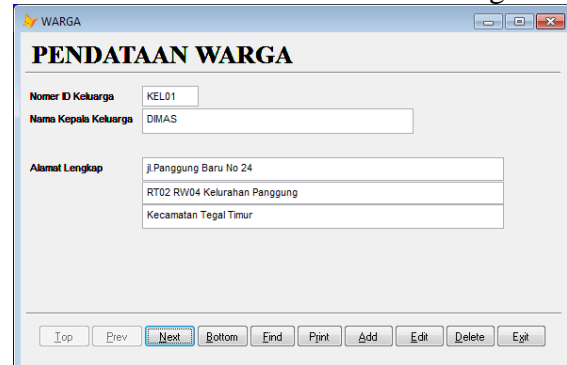 WARGA
PENDATAAN WARGA
Nomer ID Keluarga KEL01
Nama Kepala Keluarga DIMAS
Alamat Lengkap jl.Panggung Baru No 24
RT02 RW04 Kelurahan Panggung
Kecamatan Tegal Timur
Top Prev Next Bottom Find Print Add Edit Delete Exit